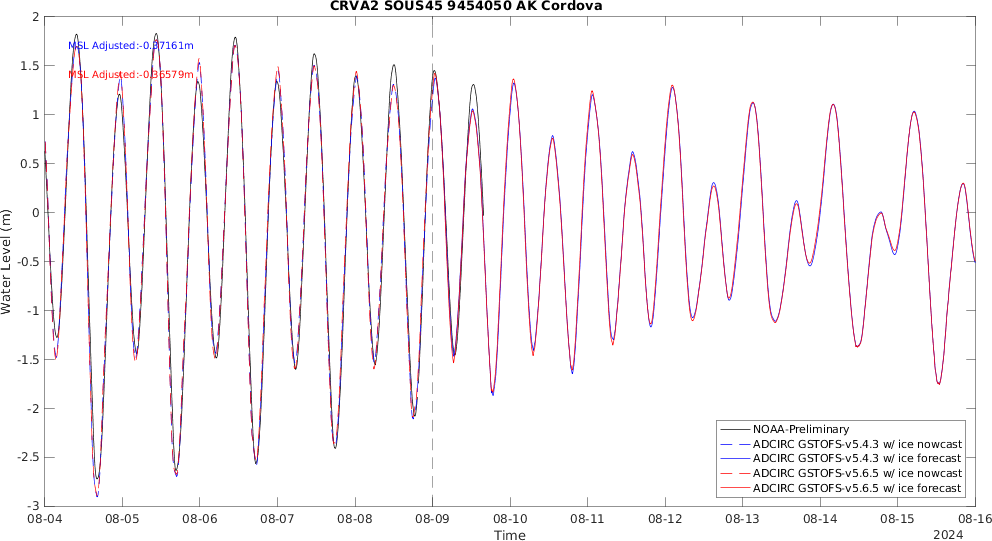 CRVA2 SOUS45 9454050 AK Cordova
MSL Adjusted:-0.37161m
MSL Adjusted:-0.36579m
Water Level (m)
2
1.5
1
0.5
0
-0.5
-1
-1.5
-2
-2.5
-3
NOAA-Preliminary
ADCIRC GSTOFS-v5.4.3 w/ ice nowcast
ADCIRC GSTOFS-v5.4.3 w/ ice forecast
ADCIRC GSTOFS-v5.6.5 w/ ice nowcast
ADCIRC GSTOFS-v5.6.5 w/ ice forecast
08-04 08-05 08-06 08-07 08-08 08-09 08-10 08-11 08-12 08-13 08-14 08-15 08-16
Time
2024